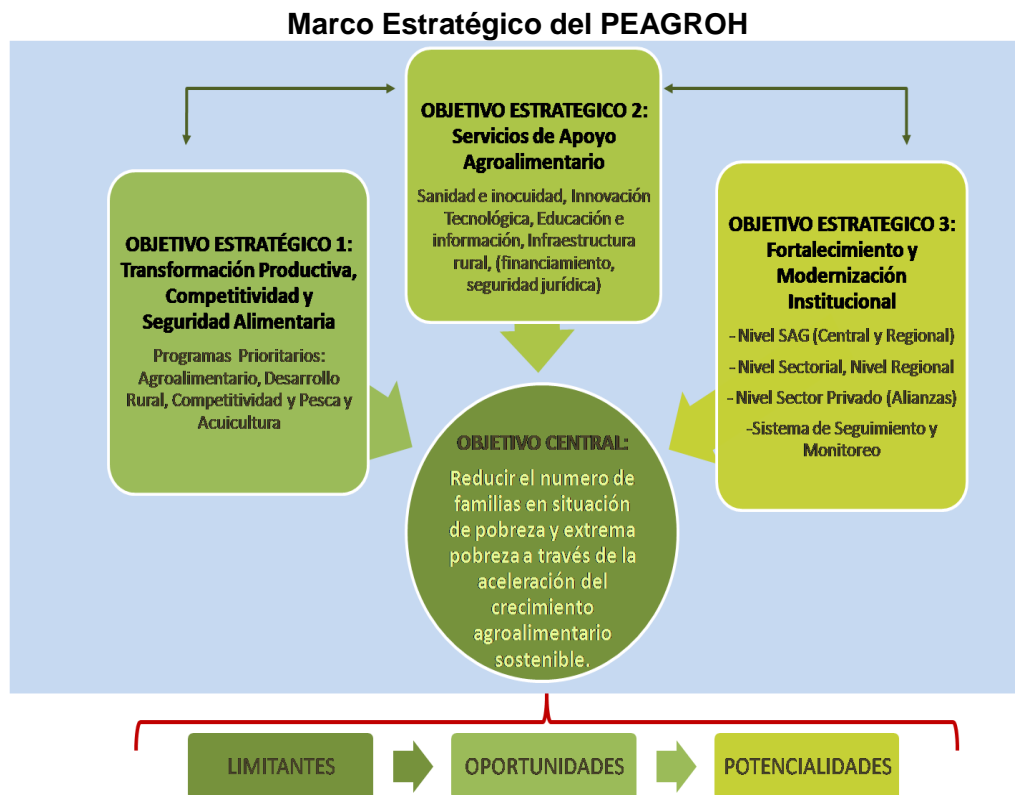 Marco Estratégico del PEAGROH
OBJETIVO ESTRATEGICO 2:
Servicios de Apoyo
Agroalimentario
Sanidad e inocuidad, Innovación
Tecnológica, Educación e
información, Infraestructura
rural, (financiamiento,
seguridad jurídica)
OBJETIVO ESTRATÉGICO 1:
Transformación Productiva,
Competitividad y
Seguridad Alimentaria
Programas Prioritarios:
Agroalimentario, Desarrollo
Rural, Competitividad y Pesca y
Acuicultura
OBJETIVO ESTRATEGICO 3:
Fortalecimiento y
Modernización
Institucional
-Nivel SAG (Central y Regional)
-Nivel Sectorial, Nivel Regional
-Nivel Sector Privado (Alianzas)
-Sistema de Seguimiento y
Monitoreo
OBJETIVO CENTRAL:
Reducir el numero de
familias en situación
de pobreza y extrema
pobreza a través de la
aceleración del
crecimiento
agroalimentario
sostenible.
LIMITANTES
OPORTUNIDADES
POTENCIALIDADES